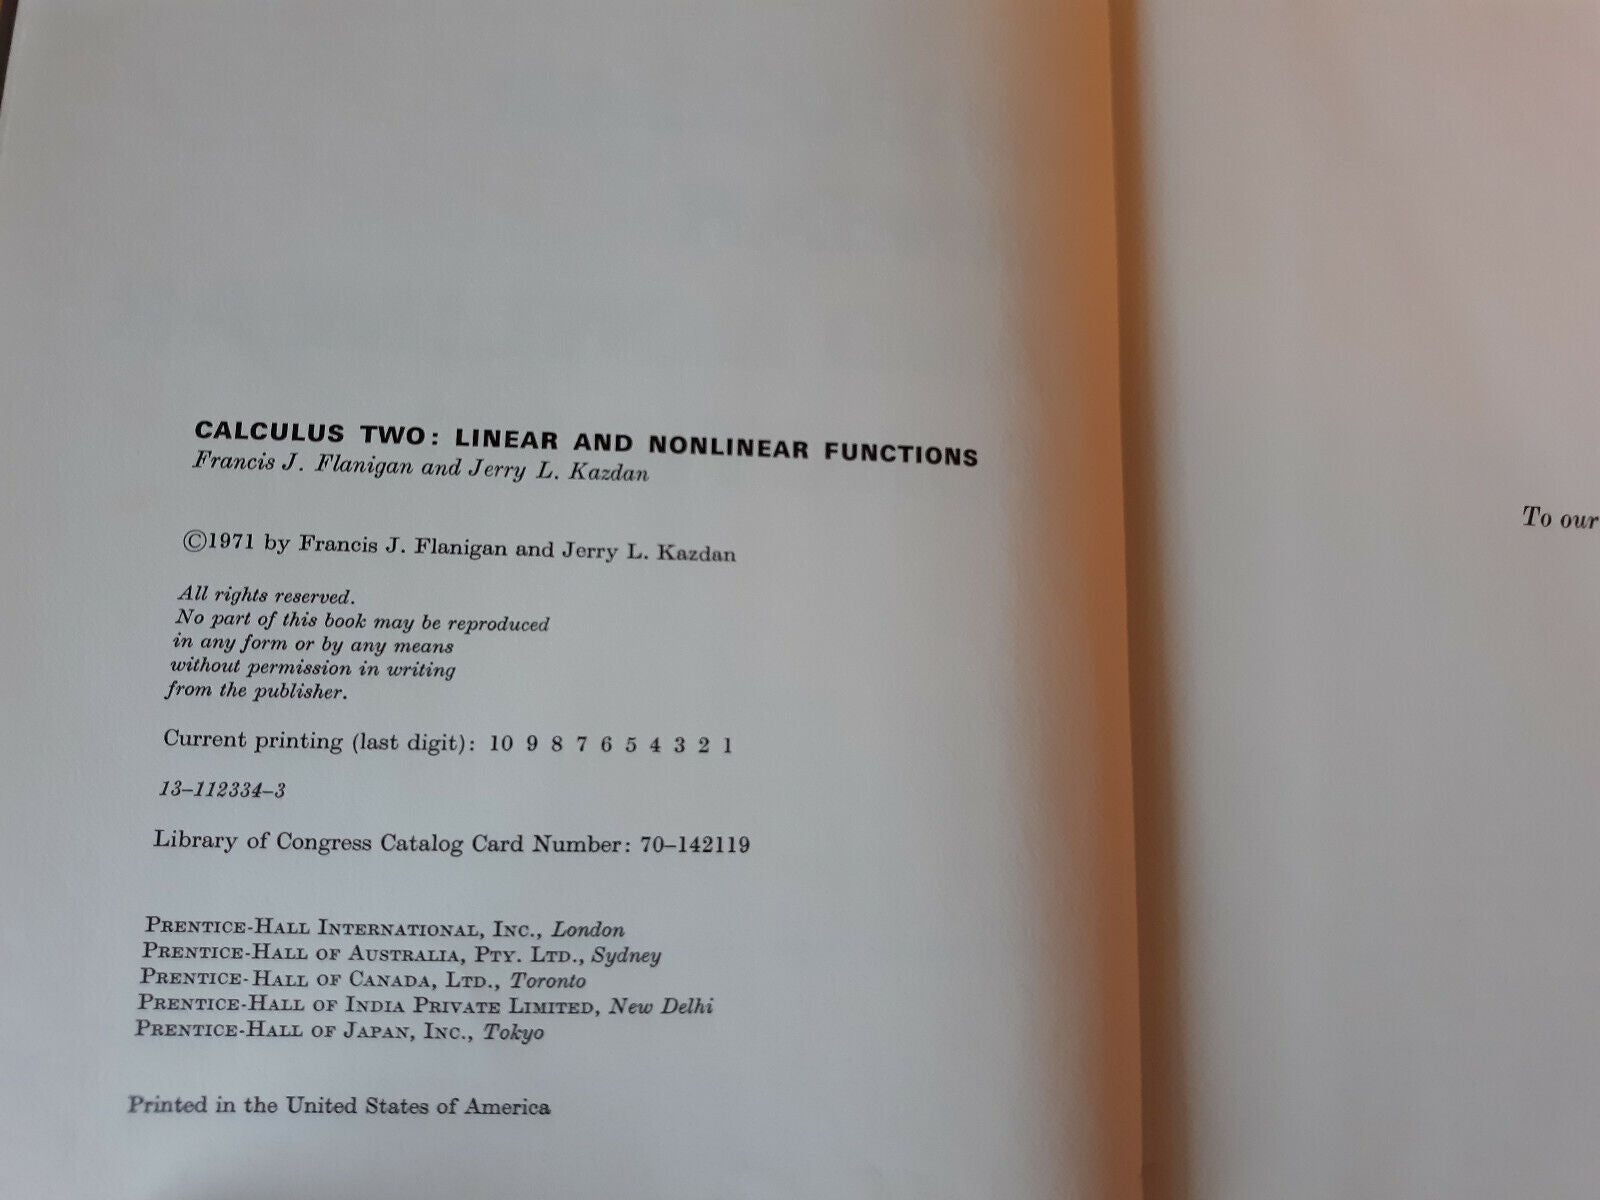 CALCULUS TWO: LINEAR AND NONLINEAR FUNCTIONS
Francis J. Flanigan and Jerry L. Kazdan
©1971 by Francis J. Flanigan and Jerry L. Kazdan
All rights reserved.
No part of this book may be reproduced
in any form or by any means
without permission in writing
from the publisher.
Current printing (last digit): 10 9 8 7 6 5 4 3 2 1
13–112334–3
Library of Congress Catalog Card Number: 70–142119
PRENTICE-HALL INTERNATIONAL, INC., London
PRENTICE-HALL OF AUSTRALIA, PTY. LTD., Sydney
PRENTICE-HALL OF CANADA, LTD., Toronto
PRENTICE-HALL OF INDIA PRIVATE LIMITED, New Delhi
PRENTICE-HALL OF JAPAN, INC., Tokyo
Printed in the United States of America
To our